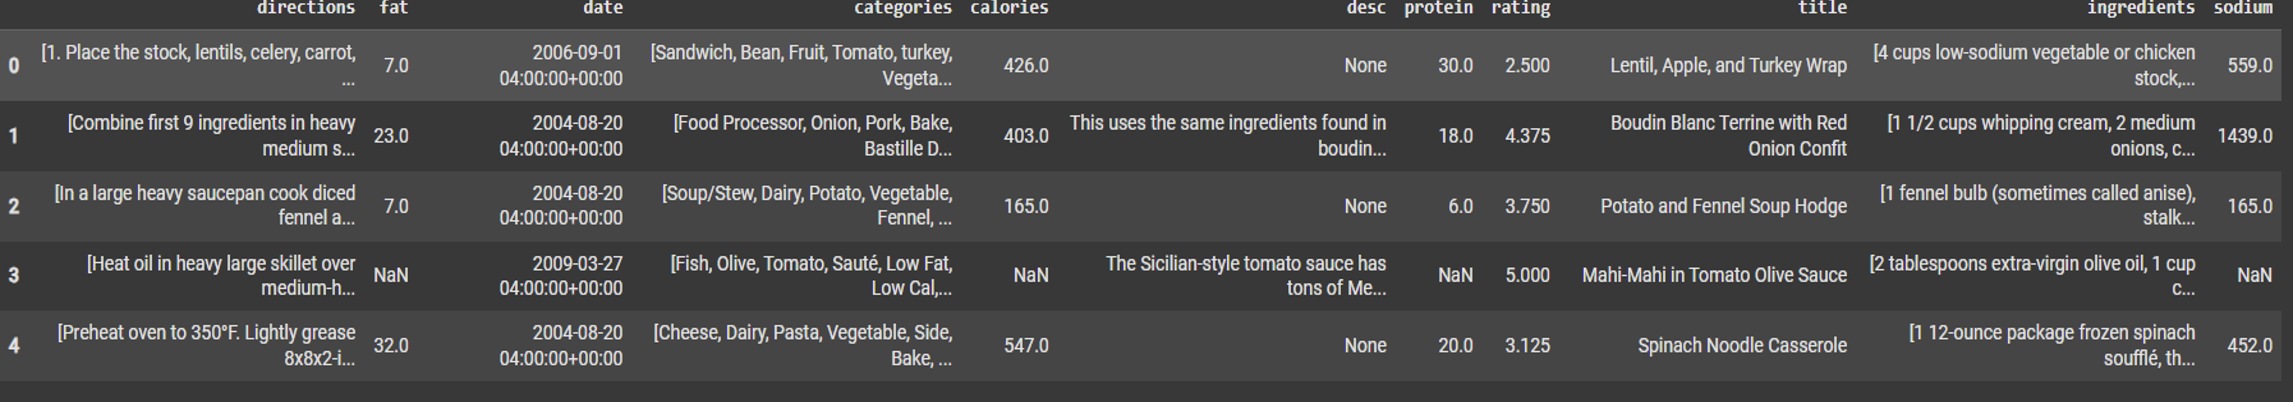 directions fat date categories calories desc protein rating title ingredients sodium
0 [1. Place the stock, lentils, celery, carrot, ... 7.0 2006-09-01 04:00:00+00:00 [Sandwich, Bean, Fruit, Tomato, turkey, Vegeta... 426.0 None 30.0 2.500 Lentil, Apple, and Turkey Wrap [4 cups low-sodium vegetable or chicken stock,... 559.0
1 [Combine first 9 ingredients in heavy medium s... 23.0 2004-08-20 04:00:00+00:00 [Food Processor, Onion, Pork, Bake, Bastille D... 403.0 This uses the same ingredients found in boudin... 18.0 4.375 Boudin Blanc Terrine with Red Onion Confit [1 1/2 cups whipping cream, 2 medium onions, c... 1439.0
2 [In a large heavy saucepan cook diced fennel a... 7.0 2004-08-20 04:00:00+00:00 [Soup/Stew, Dairy, Potato, Vegetable, Fennel, ... 165.0 None 6.0 3.750 Potato and Fennel Soup Hodge [1 fennel bulb (sometimes called anise), stalk... 165.0
3 [Heat oil in heavy large skillet over medium-h... NaN 2009-03-27 04:00:00+00:00 [Fish, Olive, Tomato, Sauté, Low Fat, Low Cal,... NaN The Sicilian-style tomato sauce has tons of Me... NaN 5.000 Mahi-Mahi in Tomato Olive Sauce [2 tablespoons extra-virgin olive oil, 1 cup c... NaN
4 [Preheat oven to 350°F. Lightly grease 8x8x2-i... 32.0 2004-08-20 04:00:00+00:00 [Cheese, Dairy, Pasta, Vegetable, Side, Bake, ... 547.0 None 20.0 3.125 Spinach Noodle Casserole [1 12-ounce package frozen spinach soufflé, th... 452.0